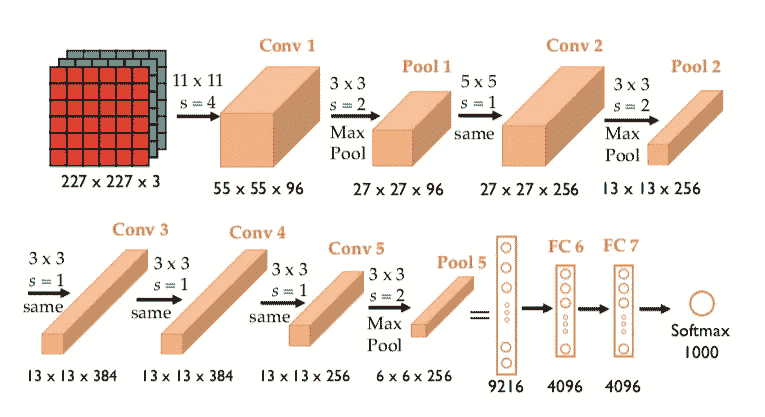 Conv 1
Pool 1
Conv 2
Pool 2
11 x 11
s = 4
3 x 3
s = 2
Max
Pool
5 x 5
s = 1
same
3 x 3
s = 2
Max
Pool
227 x 227 x 3
55 x 55 x 96
27 x 27 x 96
27 x 27 x 256
13 x 13 x 256
Conv 3
Conv 4
Conv 5
Pool 5
FC 6
FC 7
3 x 3
s = 1
same
3 x 3
s = 1
same
3 x 3
s = 1
same
3 x 3
s = 2
Max
Pool
=
Softmax
1000
13 x 13 x 384
13 x 13 x 384
13 x 13 x 256
6 x 6 x 256
9216
4096
4096